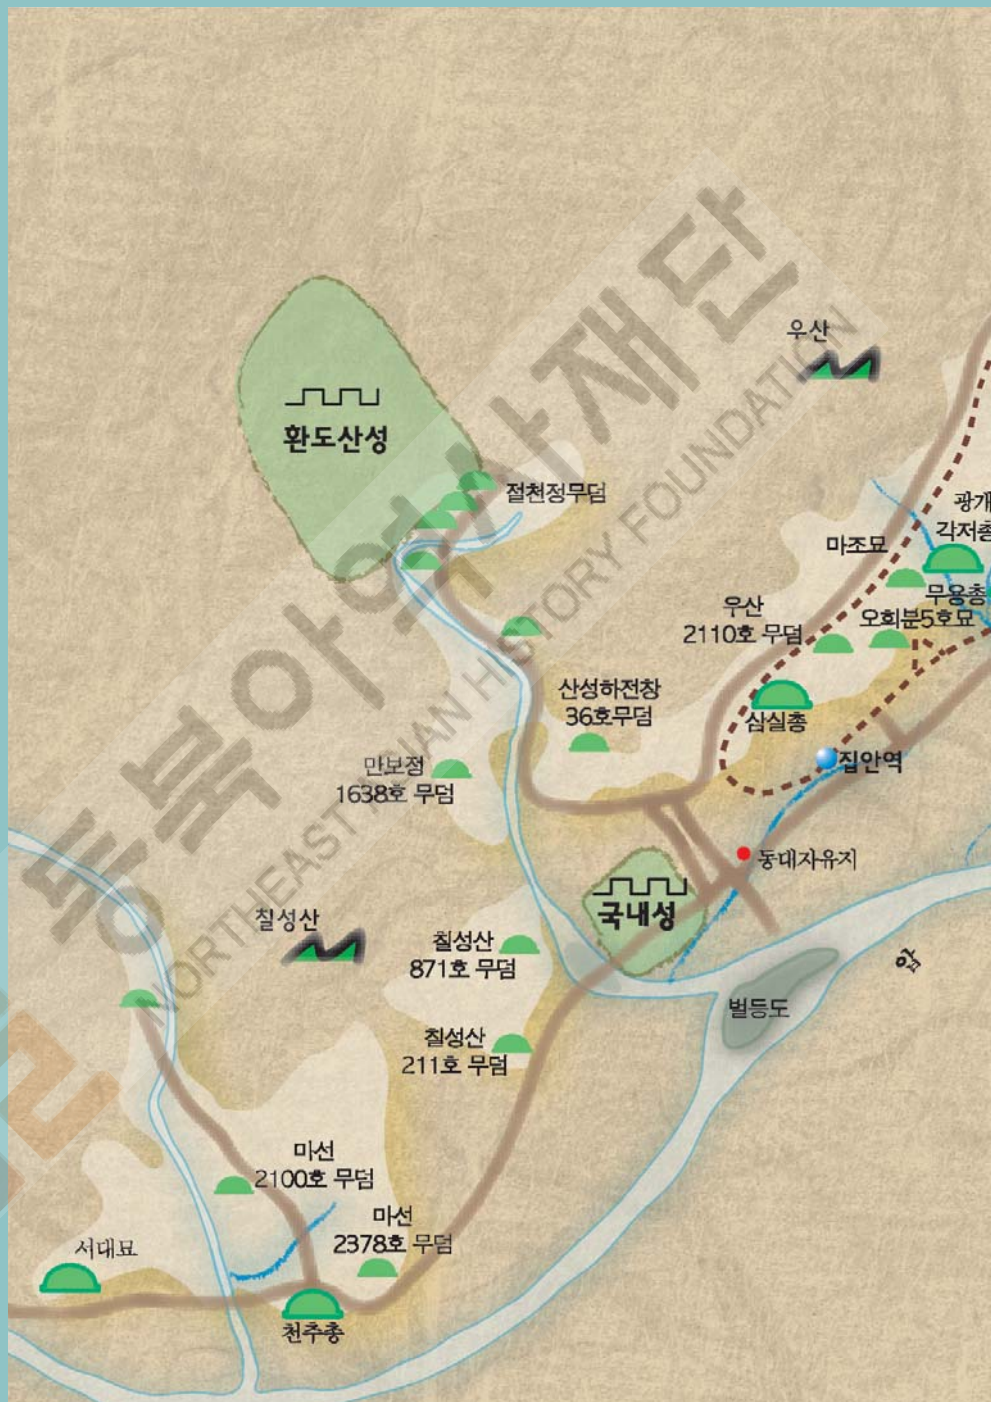 우산
환도산성
절천정무덤
광개
각저총
마조묘
무용총
우산
2110호 무덤
오회분5호묘
산성하전창
36호무덤
삼실총
만보정
1638호 무덤
집안역
동대자유지
국내성
칠성산
칠성산
871호 무덤
압
벌등도
칠성산
211호 무덤
마선
2100호 무덤
마선
2378호 무덤
서대묘
천주총
동북아역사재단
NORTHEAST ASIAN HISTORY FOUNDATION